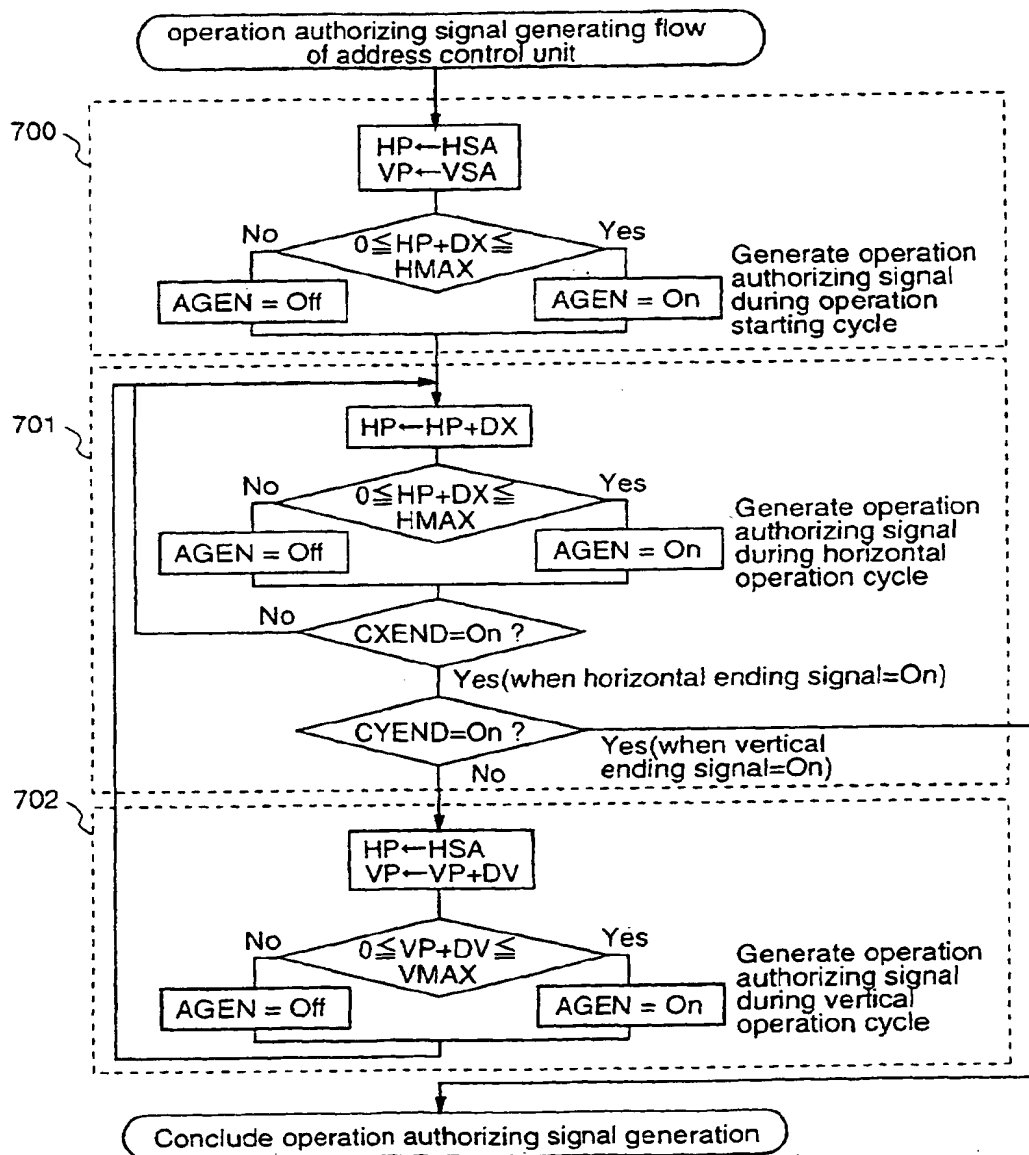 operation authorizing signal generating flow
of address control unit
700
HP←HSA
VP←VSA
No
0≦HP+DX≦
HMAX
Yes
AGEN = Off
AGEN = On
Generate operation
authorizing signal
during operation
starting cycle
701
HP←HP+DX
No
0≦HP+DX≦
HMAX
Yes
AGEN = Off
AGEN = On
Generate operation
authorizing signal
during horizontal
operation cycle
No
CXEND=On ?
Yes(when horizontal ending signal=On)
CYEND=On ?
Yes(when vertical
ending signal=On)
No
702
HP←HSA
VP←VP+DV
No
0≦VP+DV≦
VMAX
Yes
AGEN = Off
AGEN = On
Generate operation
authorizing signal
during vertical
operation cycle
Conclude operation authorizing signal generation